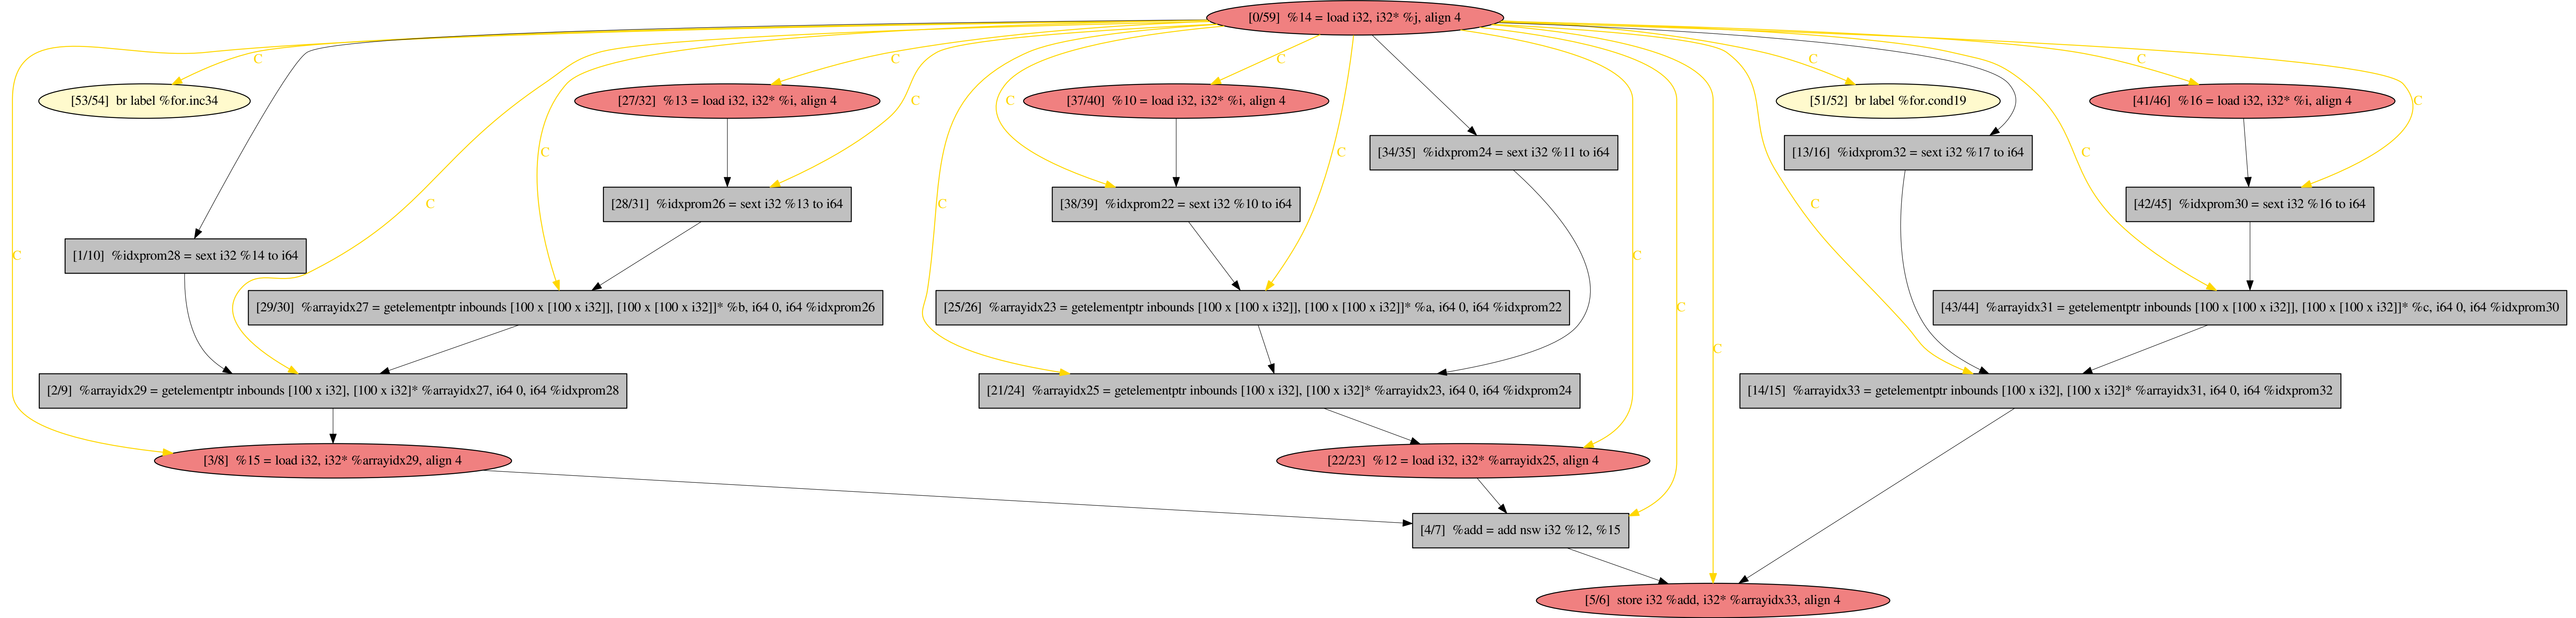 [0/59]  %14 = load i32, i32* %j, align 4
C
C
C
C
C
[53/54]  br label %for.inc34
[27/32]  %13 = load i32, i32* %i, align 4
C
C
[37/40]  %10 = load i32, i32* %i, align 4
[51/52]  br label %for.cond19
[41/46]  %16 = load i32, i32* %i, align 4
C
C
C
[34/35]  %idxprom24 = sext i32 %11 to i64
[13/16]  %idxprom32 = sext i32 %17 to i64
C
C
[28/31]  %idxprom26 = sext i32 %13 to i64
[38/39]  %idxprom22 = sext i32 %10 to i64
C
[42/45]  %idxprom30 = sext i32 %16 to i64
C
[1/10]  %idxprom28 = sext i32 %14 to i64
C
[29/30]  %arrayidx27 = getelementptr inbounds [100 x [100 x i32]], [100 x [100 x i32]]* %b, i64 0, i64 %idxprom26
[25/26]  %arrayidx23 = getelementptr inbounds [100 x [100 x i32]], [100 x [100 x i32]]* %a, i64 0, i64 %idxprom22
C
[43/44]  %arrayidx31 = getelementptr inbounds [100 x [100 x i32]], [100 x [100 x i32]]* %c, i64 0, i64 %idxprom30
C
[2/9]  %arrayidx29 = getelementptr inbounds [100 x i32], [100 x i32]* %arrayidx27, i64 0, i64 %idxprom28
[21/24]  %arrayidx25 = getelementptr inbounds [100 x i32], [100 x i32]* %arrayidx23, i64 0, i64 %idxprom24
[14/15]  %arrayidx33 = getelementptr inbounds [100 x i32], [100 x i32]* %arrayidx31, i64 0, i64 %idxprom32
[3/8]  %15 = load i32, i32* %arrayidx29, align 4
[22/23]  %12 = load i32, i32* %arrayidx25, align 4
[4/7]  %add = add nsw i32 %12, %15
[5/6]  store i32 %add, i32* %arrayidx33, align 4